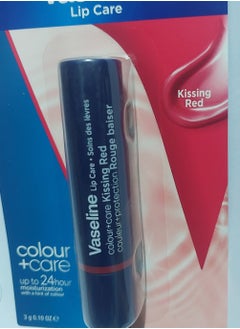 Vaseline
Lip Care
Kissing
Red
Vaseline Lip Care • Soins des lèvres
colour+care Kissing Red
couleur+protection Rouge baiser
colour
+care
up to 24hour
moisturization
with a hint of colour
3 g 0.10 OZ ℮